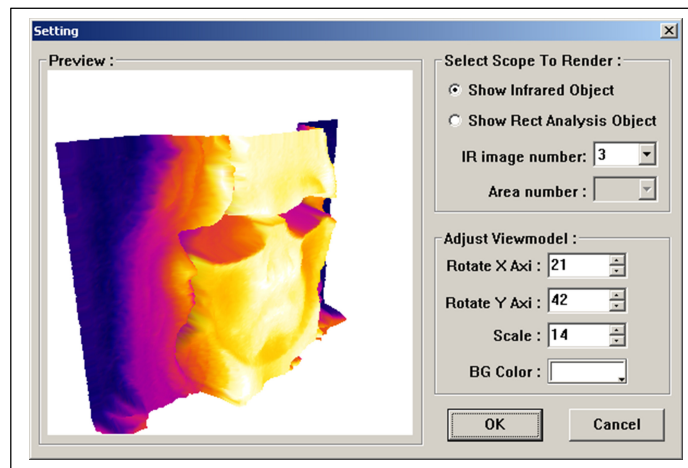 Setting
Preview :
Select Scope To Render :
Show Infrared Object
Show Rect Analysis Object
IR image number: 3
Area number :
Adjust Viewmodel :
Rotate X Axi : 21
Rotate Y Axi : 42
Scale : 14
BG Color :
OK Cancel